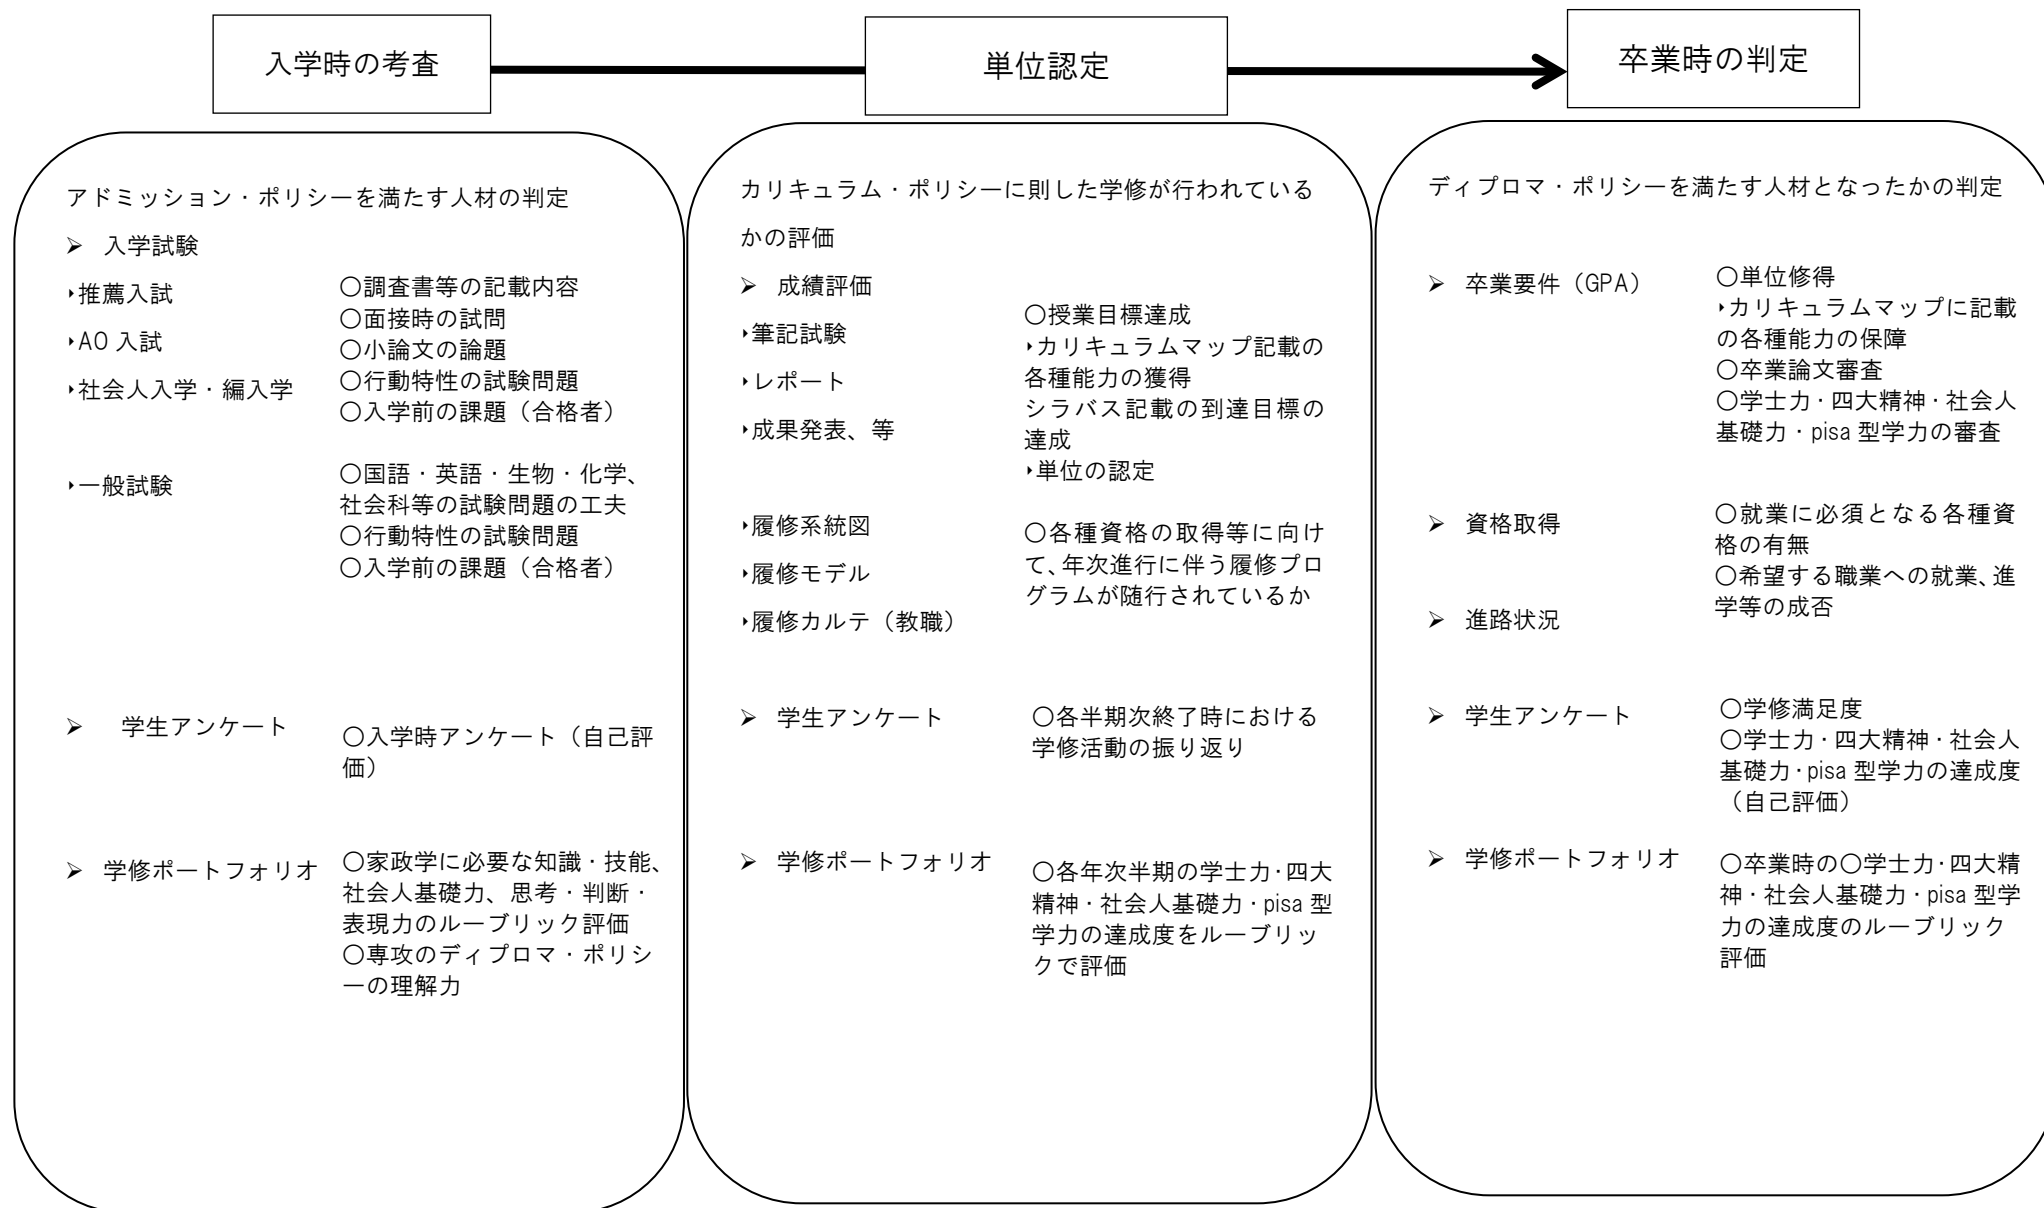 入学時の考査
単位認定
卒業時の判定
アドミッション・ポリシーを満たす人材の判定
➢ 入学試験
‣推薦入試
‣AO 入試
‣社会人入学・編入学
〇調査書等の記載内容
〇面接時の試問
〇小論文の論題
〇行動特性の試験問題
〇入学前の課題（合格者）
‣一般試験
〇国語・英語・生物・化学、
社会科等の試験問題の工夫
〇行動特性の試験問題
〇入学前の課題（合格者）
➢ 学生アンケート
〇入学時アンケート（自己評
価）
➢ 学修ポートフォリオ
〇家政学に必要な知識・技能、
社会人基礎力、思考・判断・
表現力のルーブリック評価
〇専攻のディプロマ・ポリシ
ーの理解力
カリキュラム・ポリシーに則した学修が行われている
かの評価
➢ 成績評価
‣筆記試験
‣レポート
‣成果発表、等
〇授業目標達成
‣カリキュラムマップ記載の
各種能力の獲得
シラバス記載の到達目標の
達成
‣単位の認定
‣履修系統図
‣履修モデル
‣履修カルテ（教職）
〇各種資格の取得等に向け
て、年次進行に伴う履修プロ
グラムが随行されているか
➢ 学生アンケート
〇各半期次終了時における
学修活動の振り返り
➢ 学修ポートフォリオ
〇各年次半期の学士力・四大
精神・社会人基礎力・pisa 型
学力の達成度をルーブリッ
クで評価
ディプロマ・ポリシーを満たす人材となったかの判定
➢ 卒業要件（GPA）
〇単位修得
‣カリキュラムマップに記載
の各種能力の保障
〇卒業論文審査
〇学士力・四大精神・社会人
基礎力・pisa 型学力の審査
➢ 資格取得
〇就業に必須となる各種資
格の有無
〇希望する職業への就業、進
学等の成否
➢ 進路状況
➢ 学生アンケート
〇学修満足度
〇学士力・四大精神・社会人
基礎力・pisa 型学力の達成度
（自己評価）
➢ 学修ポートフォリオ
〇卒業時の〇学士力・四大精
神・社会人基礎力・pisa 型学
力の達成度のルーブリック
評価